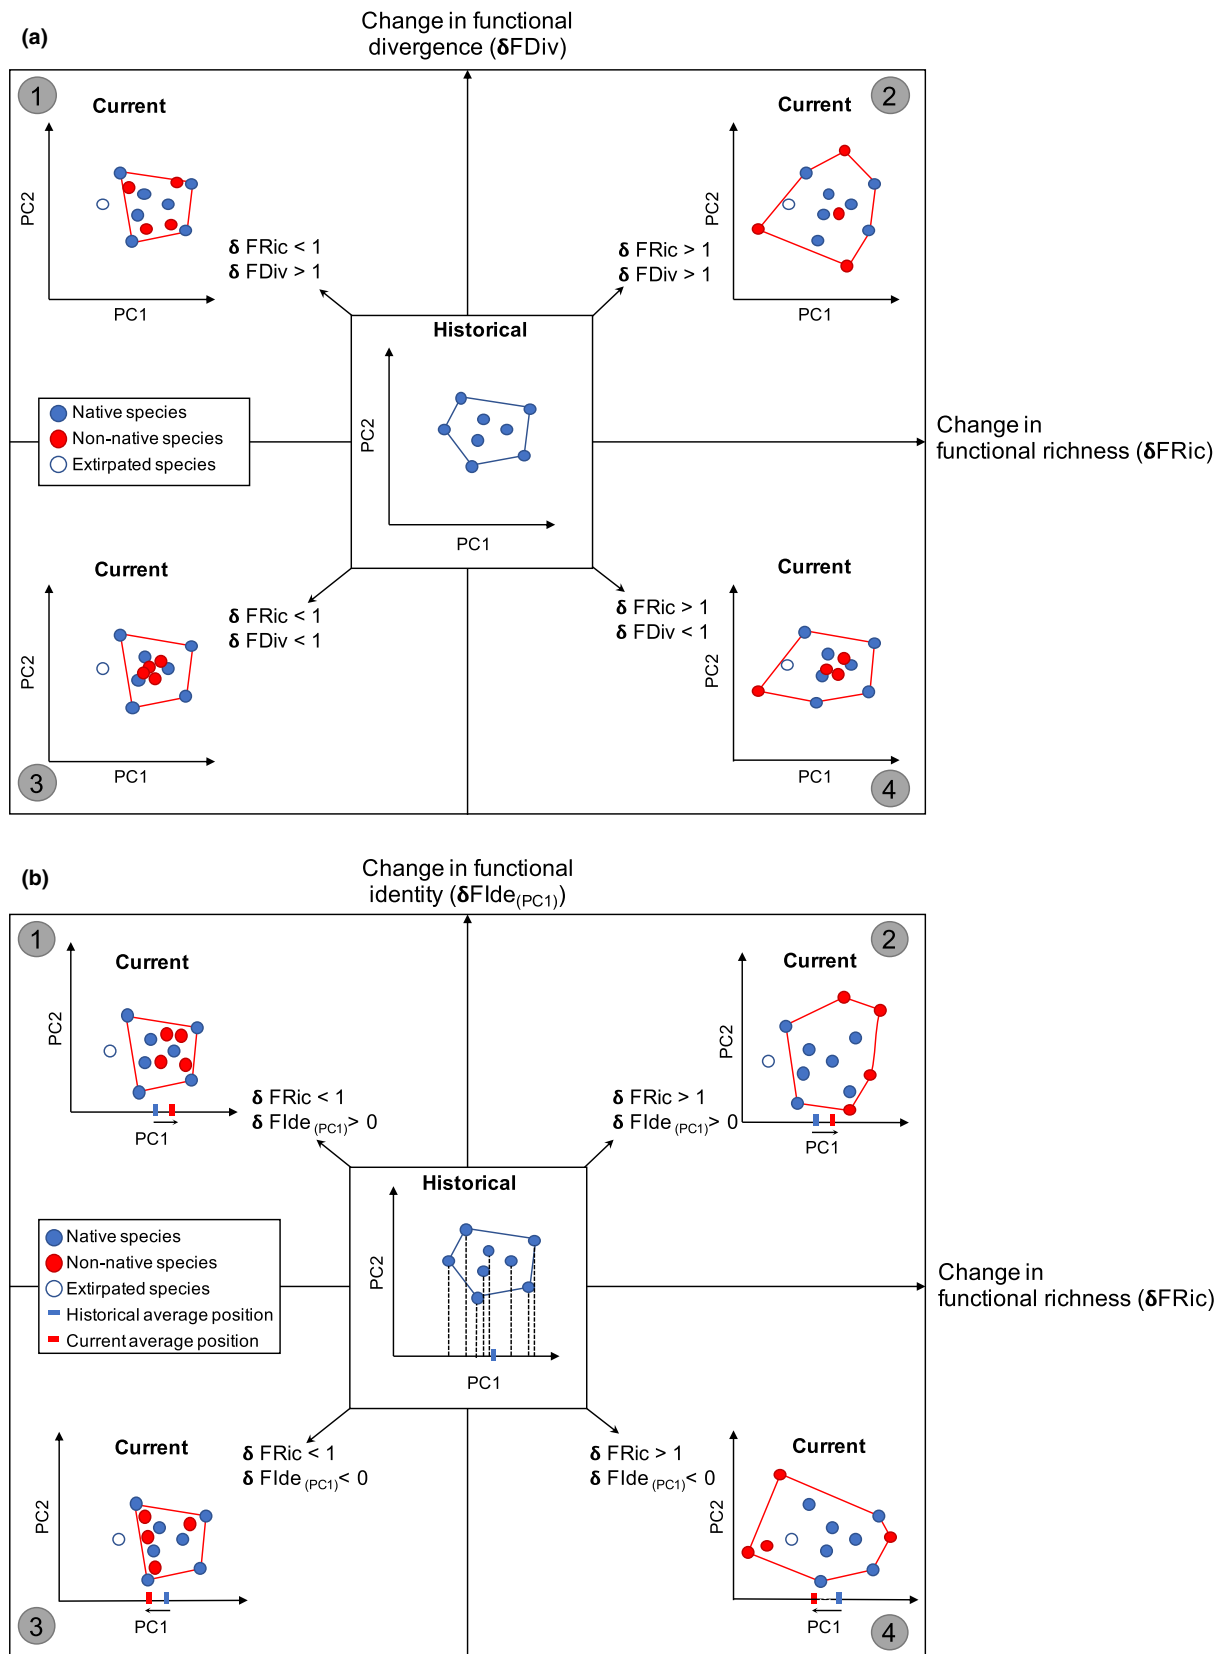 (a)
Change in functional
divergence (δFDiv)
1
Current
PC2
PC1
δ FRic < 1
δ FDiv > 1
2
Current
PC2
PC1
δ FRic > 1
δ FDiv > 1
Historical
PC2
PC1
Native species
Non-native species
Extirpated species
Change in
functional richness (δFRic)
3
Current
PC2
PC1
δ FRic < 1
δ FDiv < 1
4
Current
PC2
PC1
δ FRic > 1
δ FDiv < 1
(b)
Change in functional
identity (δFIde(PC1))
1
Current
PC2
PC1
δ FRic < 1
δ FIde (PC1) > 0
2
Current
PC2
PC1
δ FRic > 1
δ FIde (PC1) > 0
Historical
PC2
PC1
Native species
Non-native species
Extirpated species
Historical average position
Current average position
Change in
functional richness (δFRic)
3
Current
PC2
PC1
δ FRic < 1
δ FIde (PC1) < 0
4
Current
PC2
PC1
δ FRic > 1
δ FIde (PC1) < 0